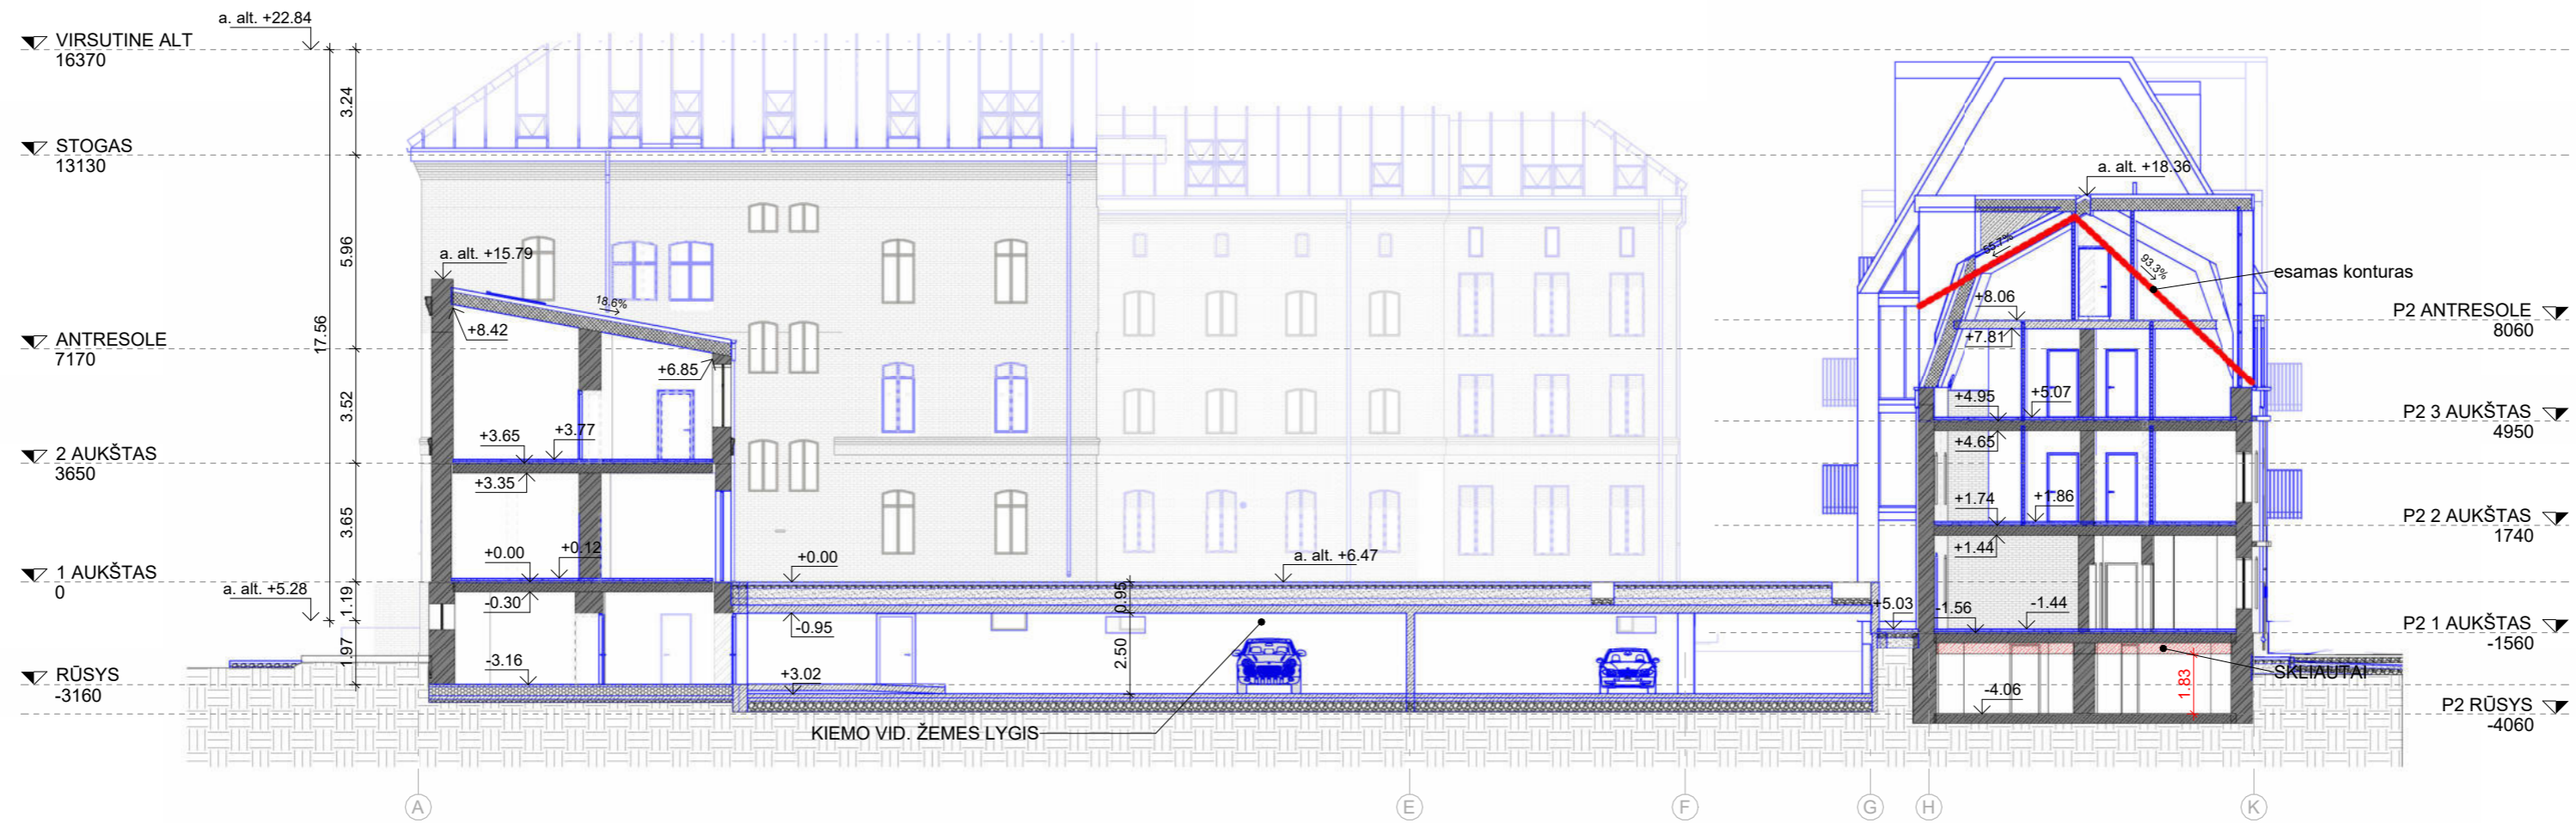 a. alt. +22.84
VIRSUTINE ALT
16370
3.24
STOGAS
13130
a. alt. +18.36
5.96
a. alt. +15.79
55.7%
93.3%
esamas konturas
18.6%
+8.42
+8.06
P2 ANTRESOLE
8060
17.56
ANTRESOLE
7170
+7.81
+6.85
3.52
+4.95
+5.07
P2 3 AUKŠTAS
4950
+3.65
+3.77
+4.65
2 AUKŠTAS
3650
+3.35
3.65
+1.74
+1.86
P2 2 AUKŠTAS
1740
+0.00
+0.12
+0.00
a. alt. +6.47
+1.44
1 AUKŠTAS
0
a. alt. +5.28
1.19
-0.30
0.95
-0.95
+5.03
-1.56
-1.44
P2 1 AUKŠTAS
-1560
1.97
2.50
-3.16
+3.02
SKLIAUTAI
1.83
RŪSYS
-3160
-4.06
P2 RŪSYS
-4060
KIEMO VID. ŽEMES LYGIS
A
E
F
G
H
K